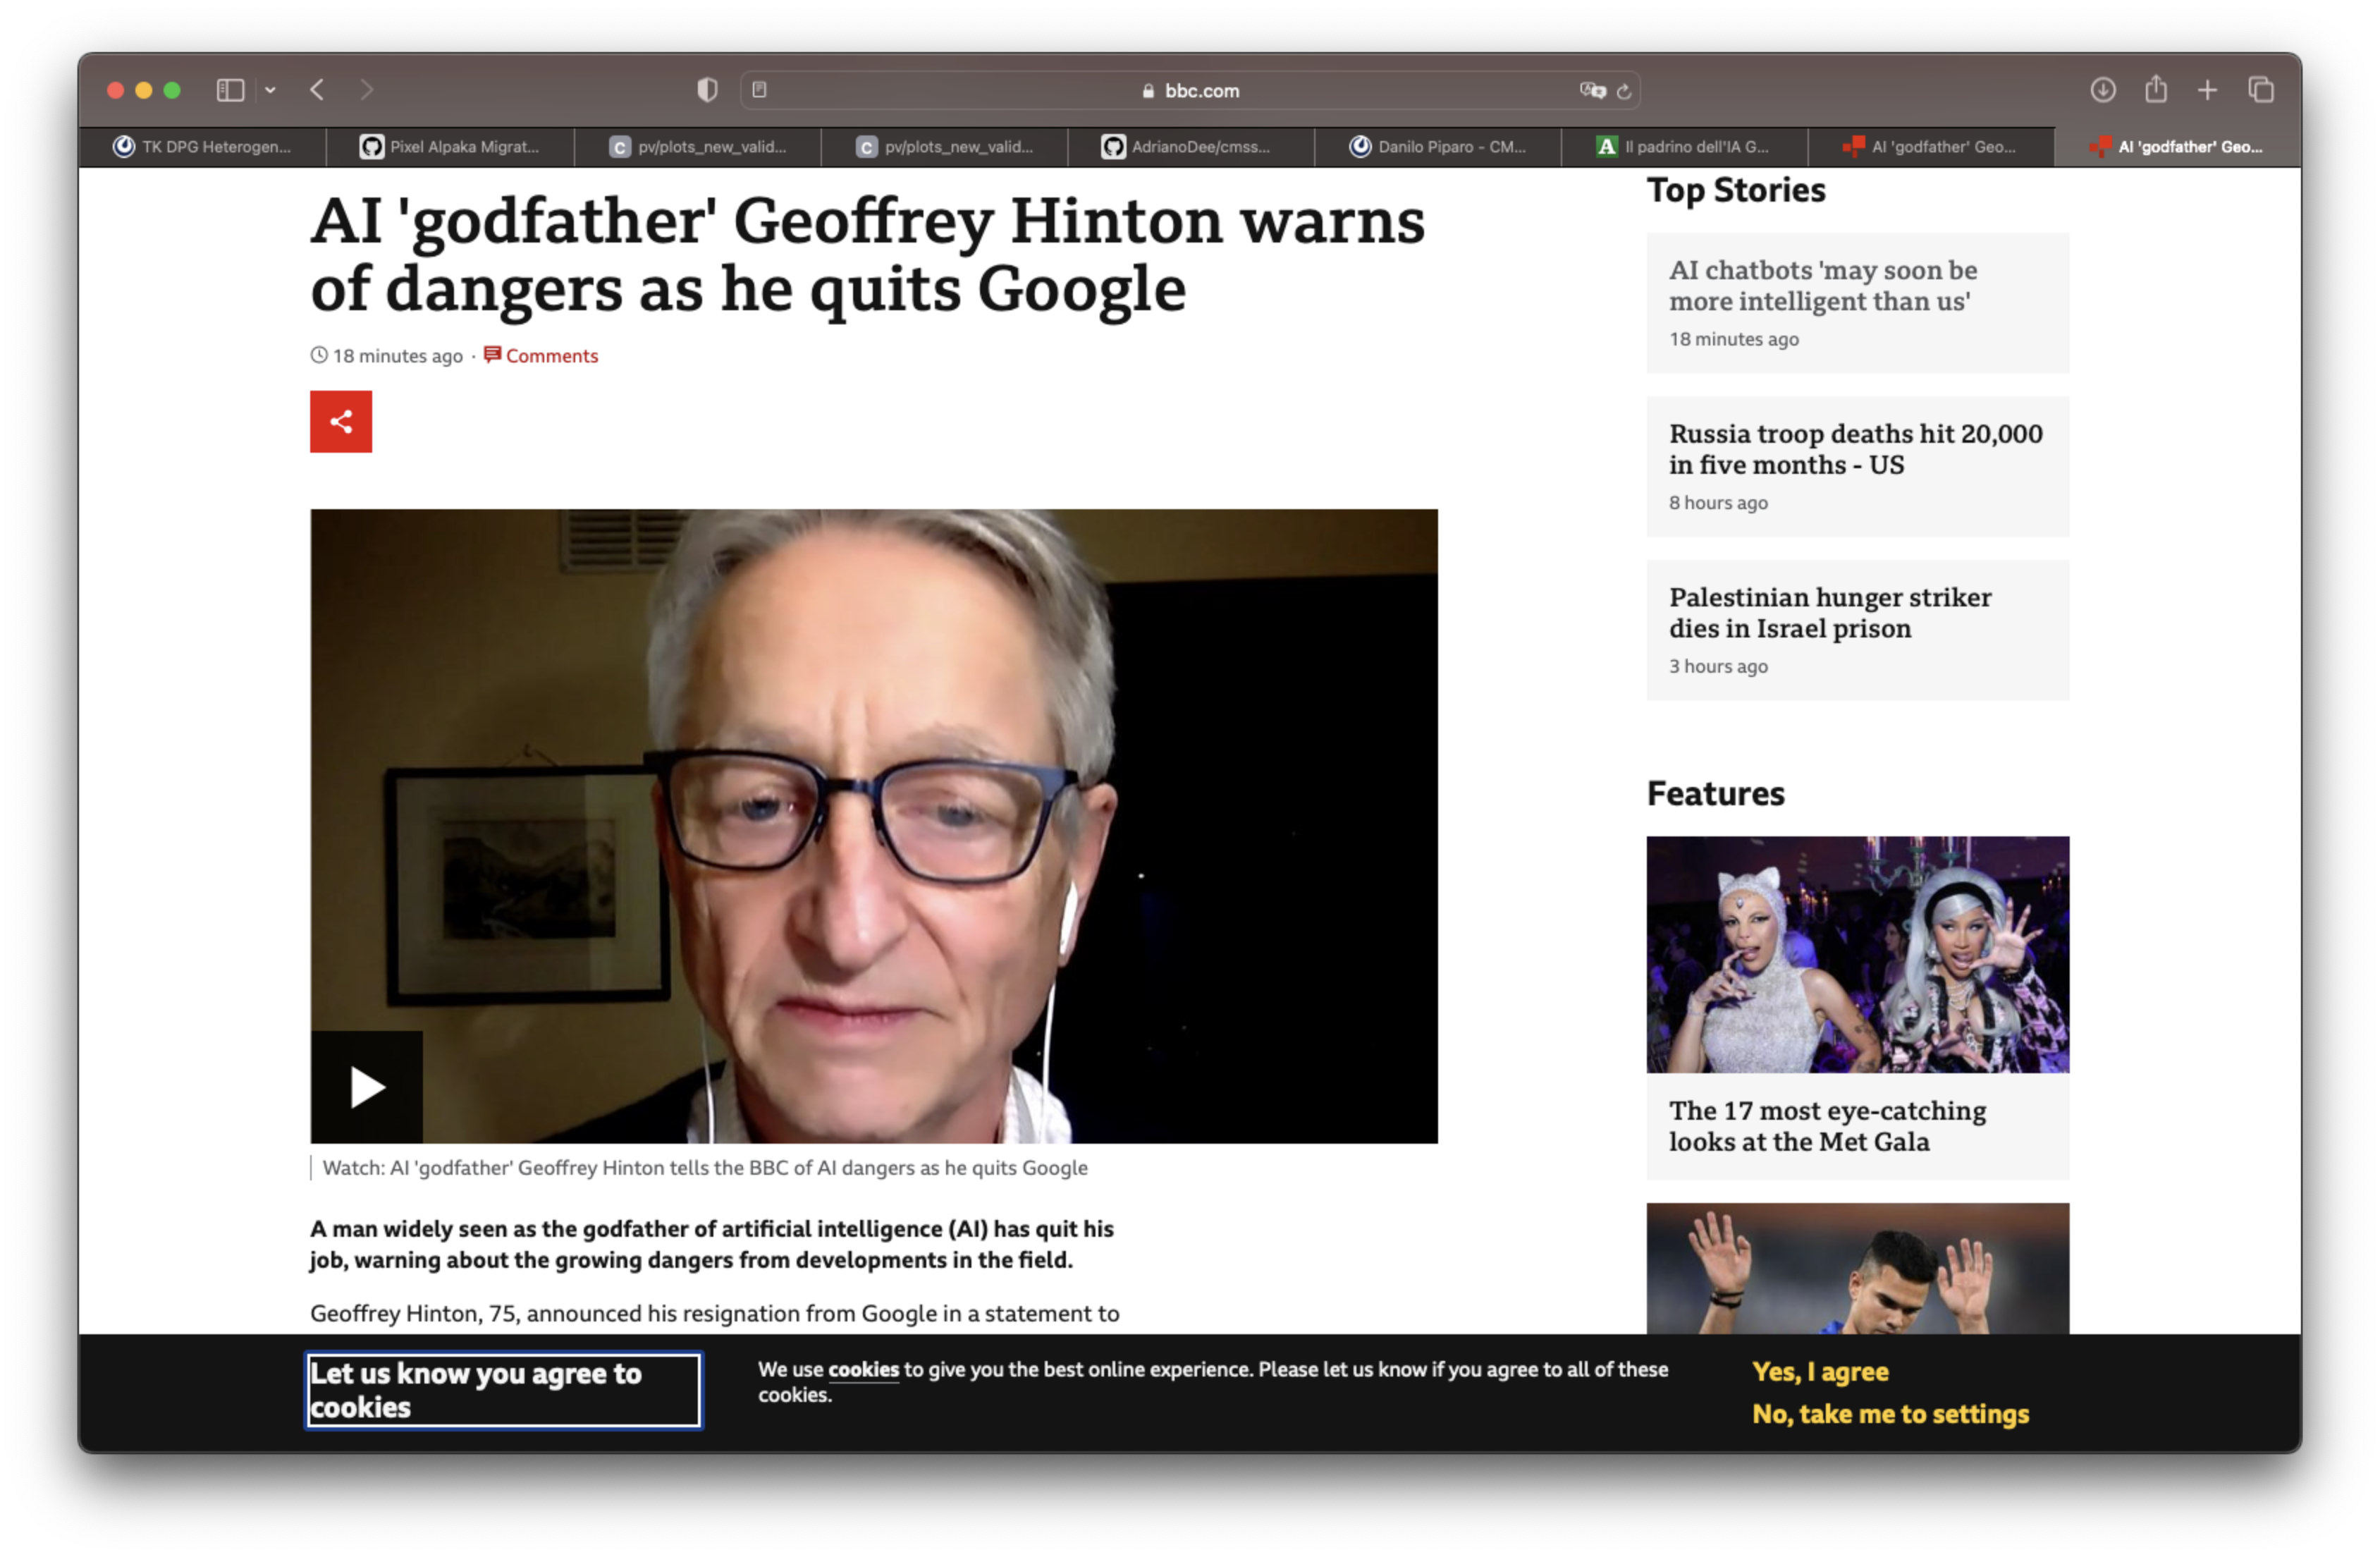 bbc.com
TK DPG Heterogen...
Pixel Alpaka Migrat...
C pv/plots_new_valid...
C pv/plots_new_valid...
AdrianoDee/cmss...
Danilo Piparo – CM...
A Il padrino dell'IA G...
AI 'godfather' Geo...
AI 'godfather' Geo...
AI 'godfather' Geoffrey Hinton warns
of dangers as he quits Google
18 minutes ago · Comments
Watch: AI 'godfather' Geoffrey Hinton tells the BBC of AI dangers as he quits Google
A man widely seen as the godfather of artificial intelligence (AI) has quit his
job, warning about the growing dangers from developments in the field.
Geoffrey Hinton, 75, announced his resignation from Google in a statement to
Top Stories
AI chatbots 'may soon be
more intelligent than us'
18 minutes ago
Russia troop deaths hit 20,000
in five months - US
8 hours ago
Palestinian hunger striker
dies in Israel prison
3 hours ago
Features
The 17 most eye-catching
looks at the Met Gala
Let us know you agree to
cookies
We use cookies to give you the best online experience. Please let us know if you agree to all of these
cookies.
Yes, I agree
No, take me to settings